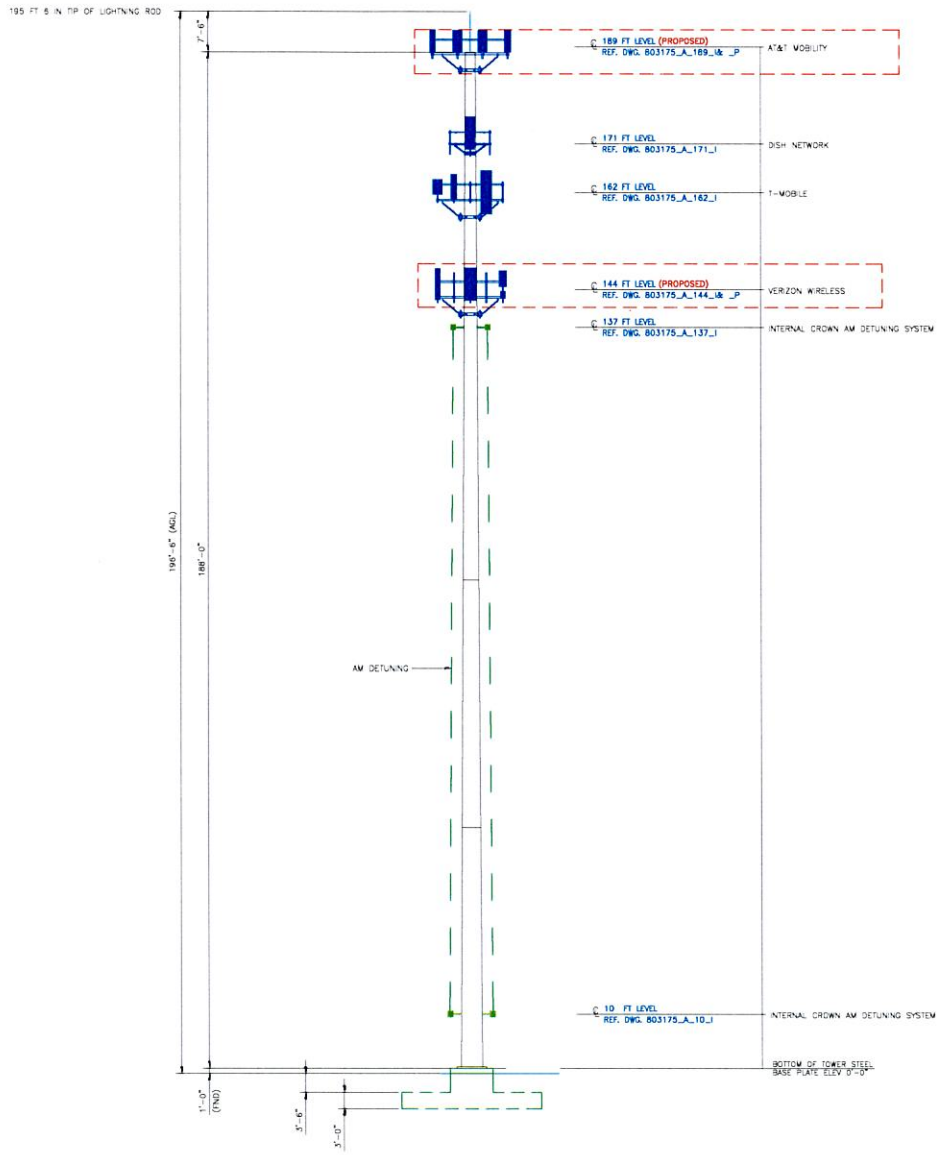 195 FT 6 IN TIP OF LIGHTNING ROD
7'-6"
189 FT LEVEL (PROPOSED)
REF. DWG. 803175_A_189_I& _P
AT&T MOBILITY
171 FT LEVEL
REF. DWG. 803175_A_171_I
DISH NETWORK
162 FT LEVEL
REF. DWG. 803175_A_162_I
T-MOBILE
144 FT LEVEL (PROPOSED)
REF. DWG. 803175_A_144_I& _P
VERIZON WIRELESS
137 FT LEVEL
REF. DWG. 803175_A_137_I
INTERNAL CROWN AM DETUNING SYSTEM
196'-6" (AGL)
188'-0"
AM DETUNING
10 FT LEVEL
REF. DWG. 803175_A_10_I
INTERNAL CROWN AM DETUNING SYSTEM
BOTTOM OF TOWER STEEL
BASE PLATE ELEV 0'-0"
1'-0"
(FND)
3'-6"
3'-0"